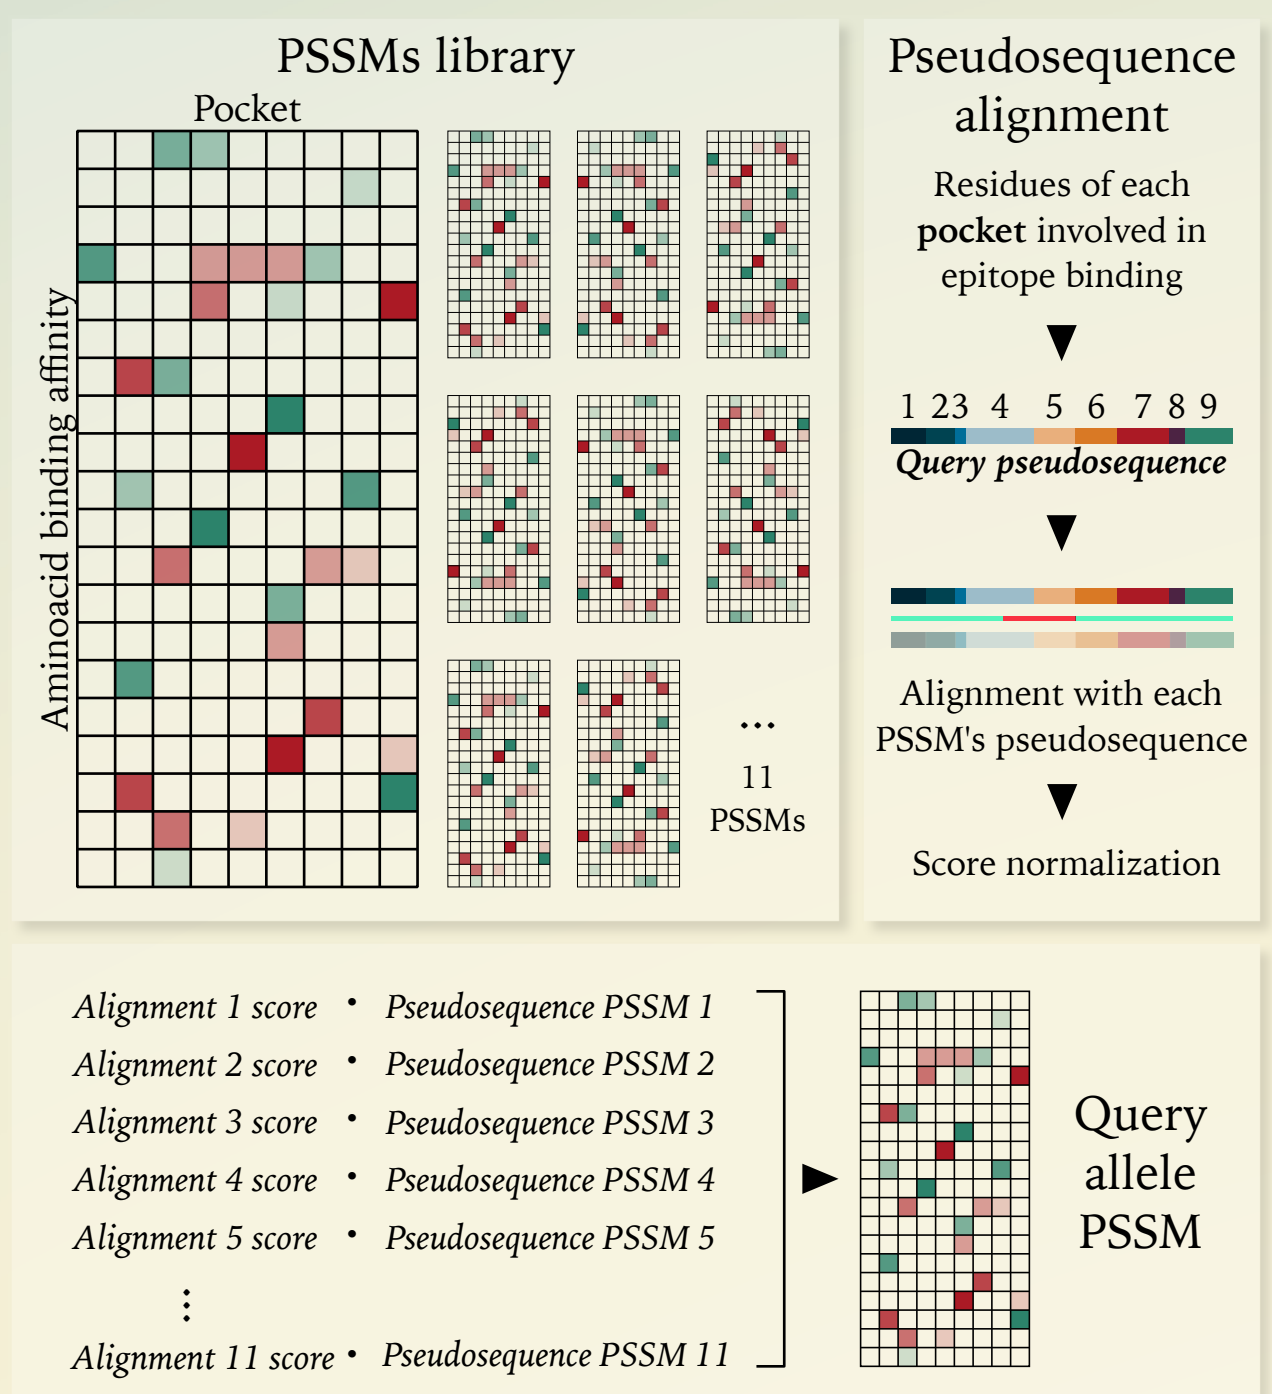 PSSMs library
Pocket
Aminoacid binding affinity
...
11
PSSMs
Pseudosequence
alignment
Residues of each
pocket involved in
epitope binding
1 2 3 4 5 6 7 8 9
Query pseudosequence
Alignment with each
PSSM's pseudosequence
Score normalization
Alignment 1 score • Pseudosequence PSSM 1
Alignment 2 score • Pseudosequence PSSM 2
Alignment 3 score • Pseudosequence PSSM 3
Alignment 4 score • Pseudosequence PSSM 4
Alignment 5 score • Pseudosequence PSSM 5
⋮
Alignment 11 score • Pseudosequence PSSM 11
Query
allele
PSSM